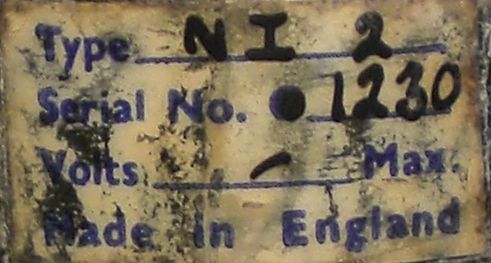 Type NI 2
Serial No. ●1230
Volts - Max.
Made in England